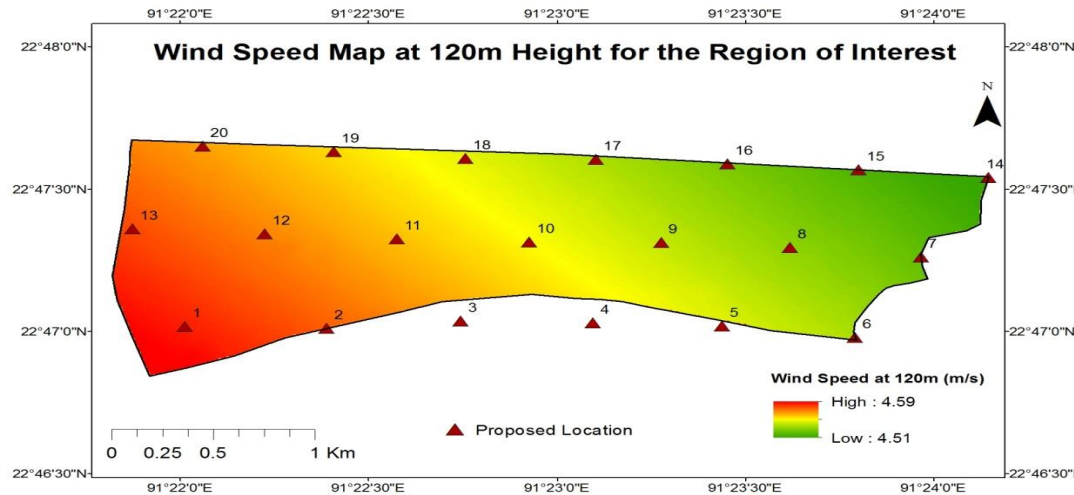 91°22'0"E 91°22'30"E 91°23'0"E 91°23'30"E 91°24'0"E
22°48'0"N 22°48'0"N
Wind Speed Map at 120m Height for the Region of Interest
N
20 19 18 17 16 15 14
22°47'30"N 22°47'30"N
13 12 11 10 9 8 7
1 2 3 4 5 6
22°47'0"N 22°47'0"N
Wind Speed at 120m (m/s)
High : 4.59
Low : 4.51
Proposed Location
0 0.25 0.5 1 Km
22°46'30"N 22°46'30"N
91°22'0"E 91°22'30"E 91°23'0"E 91°23'30"E 91°24'0"E